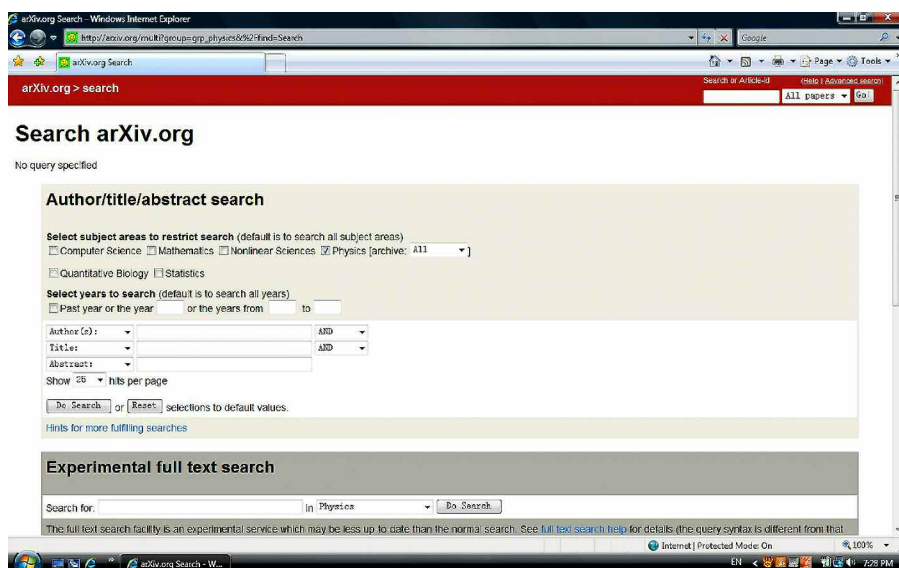 arXiv.org Search - Windows Internet Explorer
http://arxiv.org/multi?group=grp_physics&%2Ffind=Search
Google
arXiv.org Search
Page Tools
arXiv.org > search
Search or Article-id (Help | Advanced search)
All papers Go!
Search arXiv.org
No query specified
Author/title/abstract search
Select subject areas to restrict search (default is to search all subject areas)
Computer Science Mathematics Nonlinear Sciences Physics [archive: All ]
Quantitative Biology Statistics
Select years to search (default is to search all years)
Past year or the year or the years from to
Author(s): AND
Title: AND
Abstract:
Show 25 hits per page
Do Search or Reset selections to default values.
Hints for more fulfilling searches
Experimental full text search
Search for: in Physics Do Search
The full text search facility is an experimental service which may be less up to date than the normal search. See full text search help for details (the query syntax is different from that
Internet | Protected Mode: On 100%
arXiv.org Search - W...
EN 7:28 PM